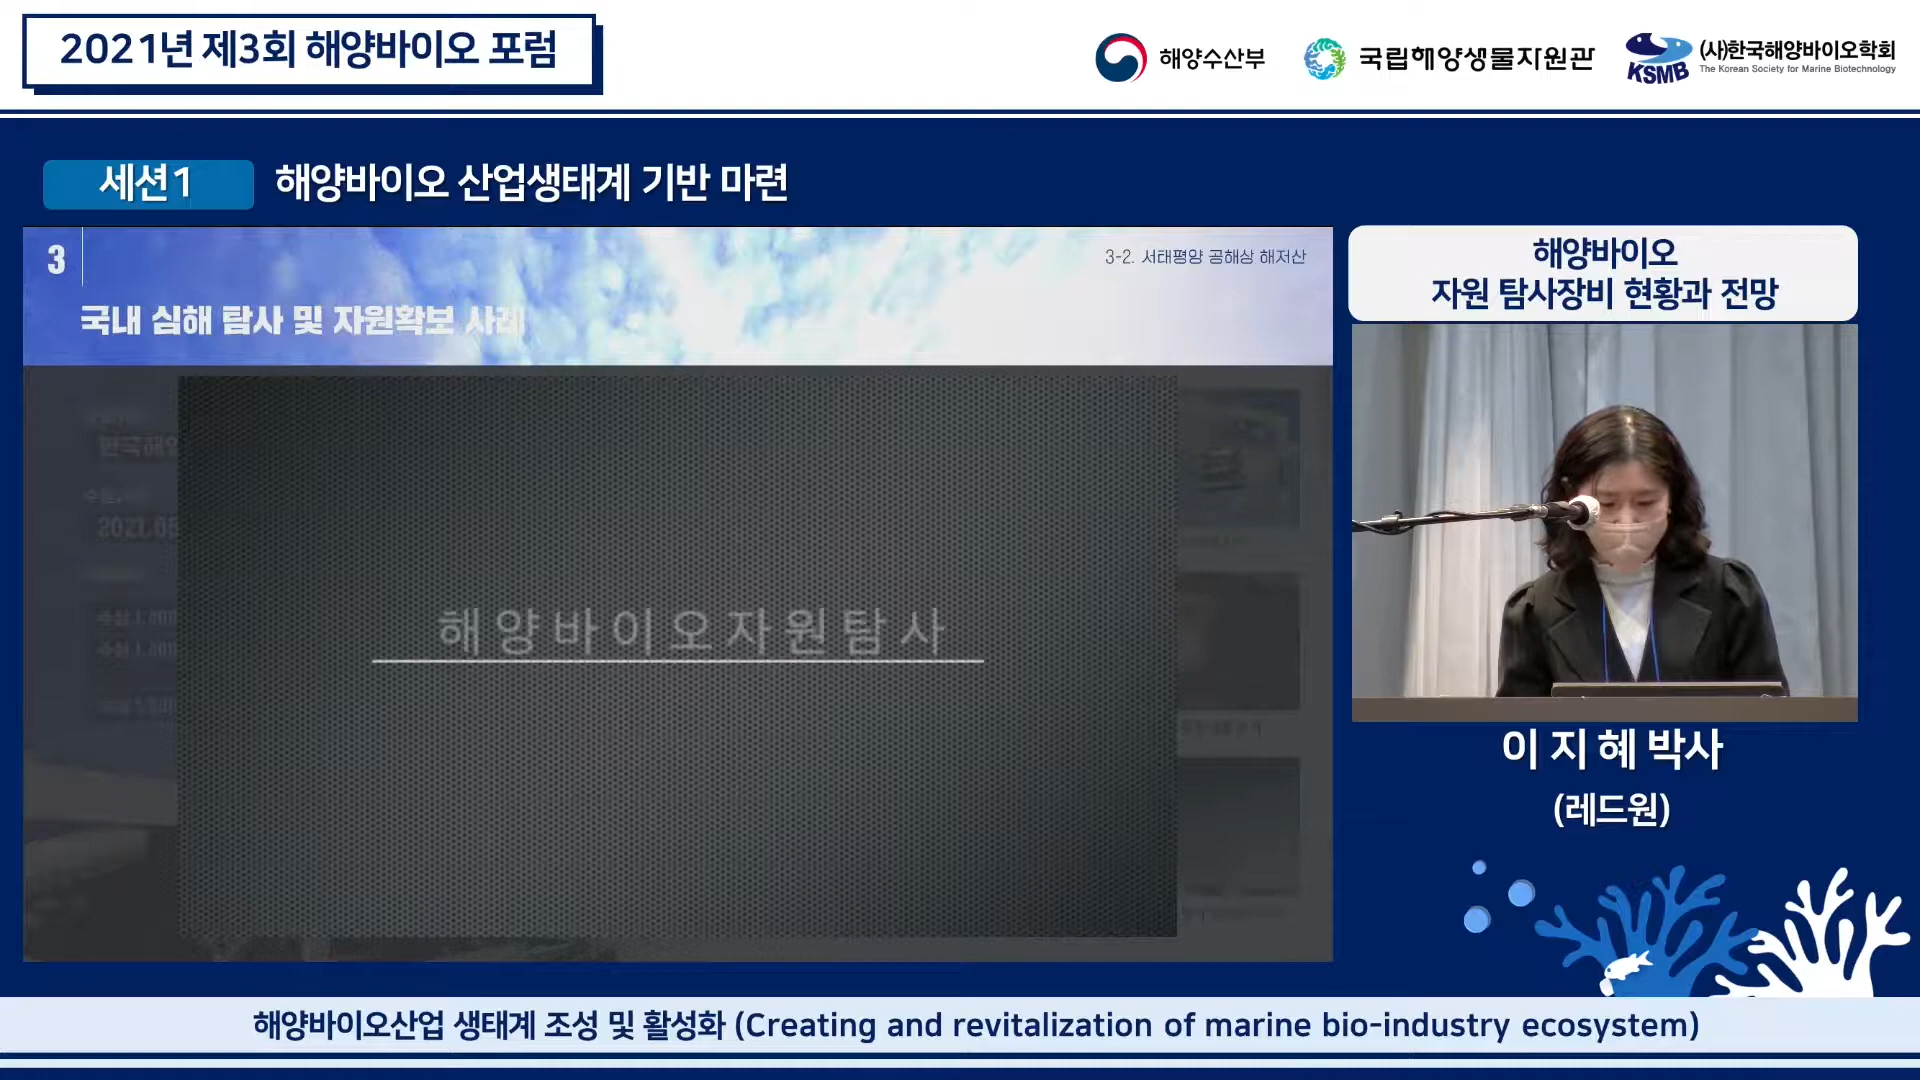 2021년 제3회 해양바이오 포럼
해양수산부
국립해양생물자원관
KSMB
(사)한국해양바이오학회
The Korean Society for Marine Biotechnology
세션1
해양바이오 산업생태계 기반 마련
3
3-2. 서태평양 공해상 해저산
국내 심해 탐사 및 자원확보 사례
해양바이오자원탐사
해양바이오
자원 탐사장비 현황과 전망
이 지 혜 박사
(레드원)
해양바이오산업 생태계 조성 및 활성화 (Creating and revitalization of marine bio-industry ecosystem)